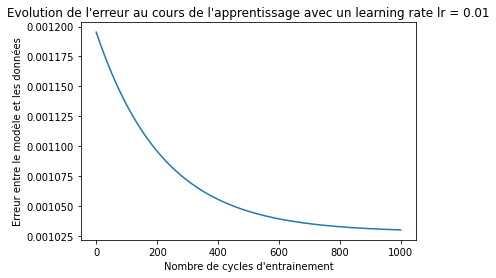 Evolution de l'erreur au cours de l'apprentissage avec un learning rate lr = 0.01
Erreur entre le modèle et les données
0.001200
0.001175
0.001150
0.001125
0.001100
0.001075
0.001050
0.001025
0 200 400 600 800 1000
Nombre de cycles d'entrainement